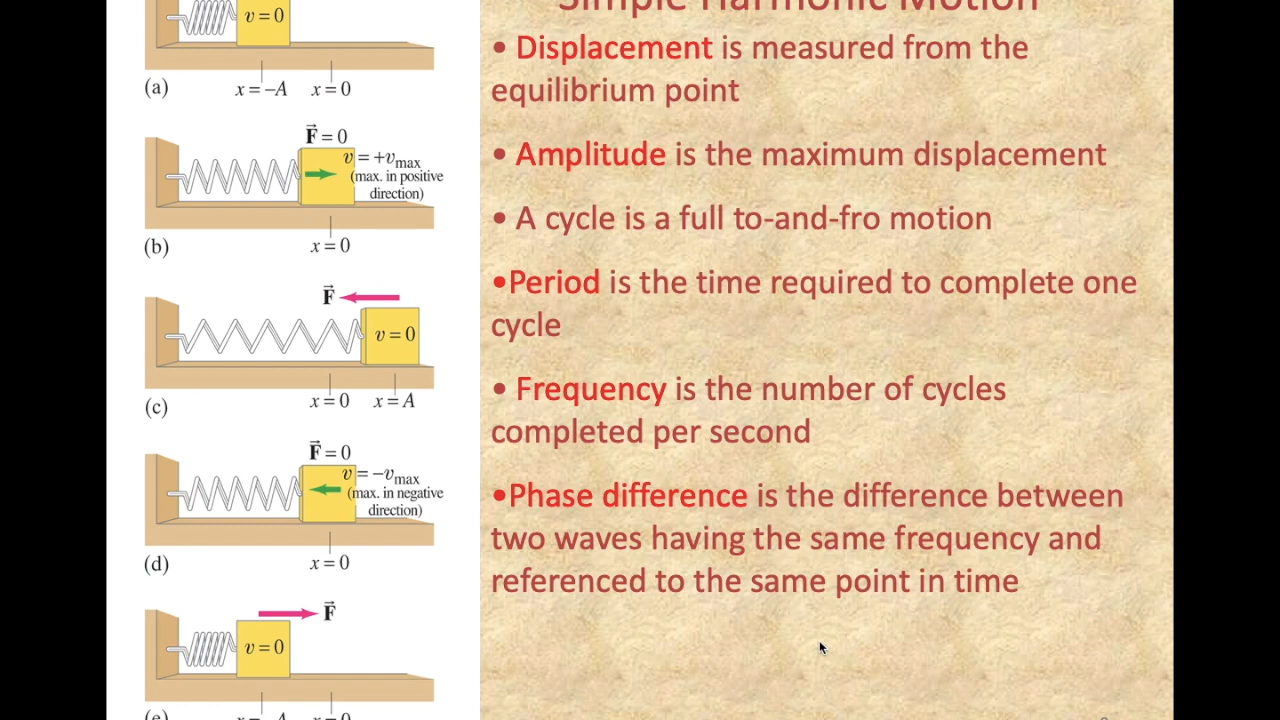 Simple Harmonic Motion
• Displacement is measured from the
equilibrium point
• Amplitude is the maximum displacement
• A cycle is a full to-and-fro motion
•Period is the time required to complete one
cycle
• Frequency is the number of cycles
completed per second
•Phase difference is the difference between
two waves having the same frequency and
referenced to the same point in time
v = 0
(a)
x = –A x = 0
F⃗ = 0
v = +vmax
(max. in positive
direction)
(b)
x = 0
F⃗
v = 0
(c)
x = 0 x = A
F⃗ = 0
v = −vmax
(max. in negative
direction)
(d)
x = 0
F⃗
v = 0
(e)
x = –A x = 0